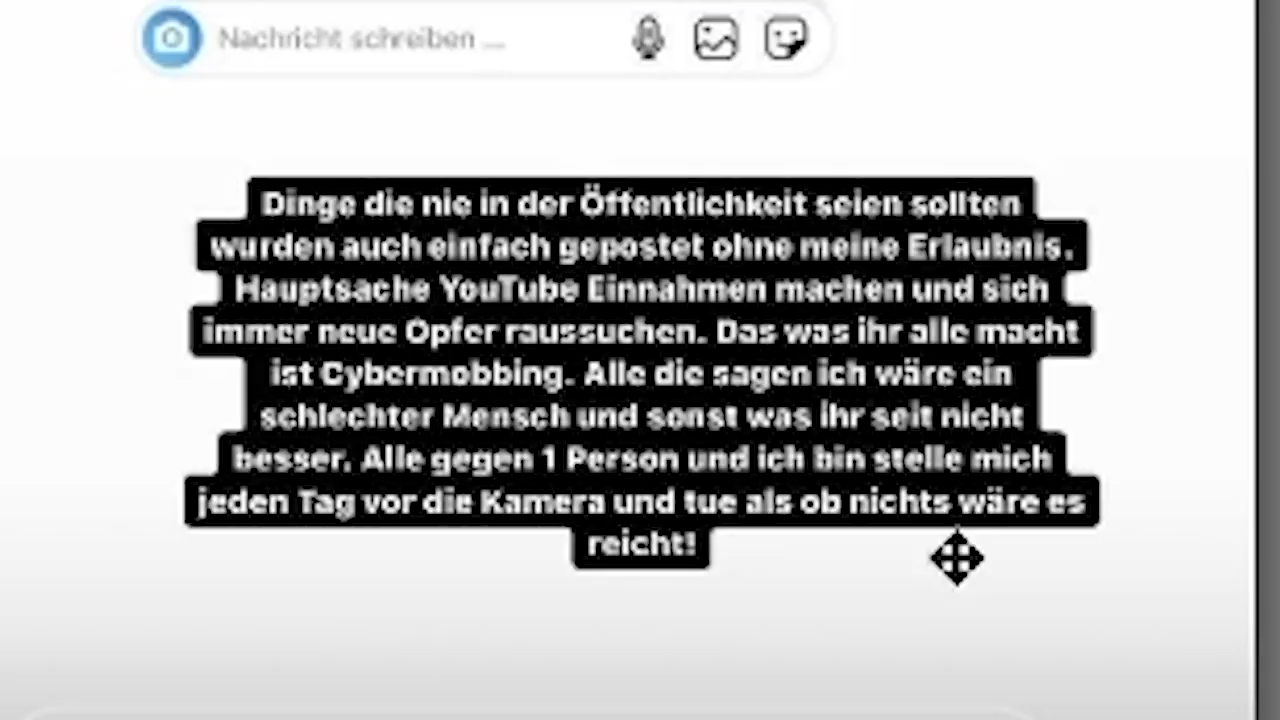 Nachricht schreiben ...
Dinge die nie in der Öffentlichkeit seien sollten
wurden auch einfach gepostet ohne meine Erlaubnis.
Hauptsache YouTube Einnahmen machen und sich
immer neue Opfer raussuchen. Das was ihr alle macht
ist Cybermobbing. Alle die sagen ich wäre ein
schlechter Mensch und sonst was ihr seit nicht
besser. Alle gegen 1 Person und ich bin stelle mich
jeden Tag vor die Kamera und tue als ob nichts wäre es
reicht!